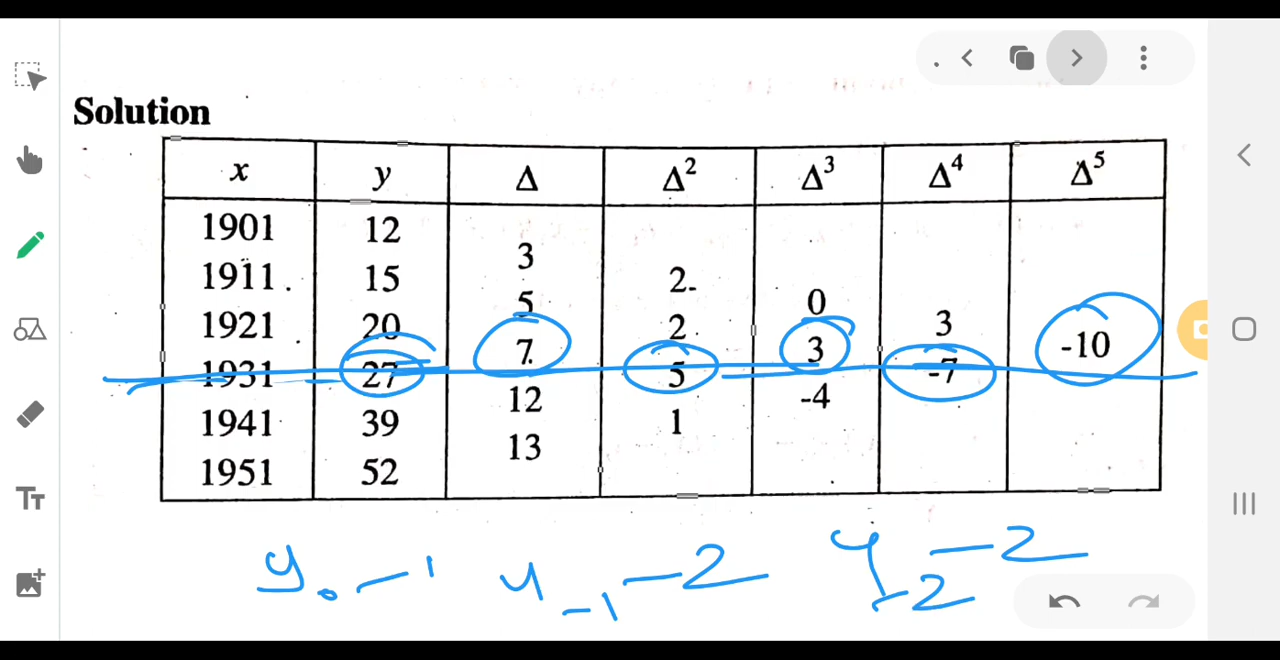 Solution
x y Δ Δ² Δ³ Δ⁴ Δ⁵
1901 12
3
1911 . 15 2-
5 0
1921 20 2 3
7 3 -10
1931 27 5 -7
12 -4
1941 39 1
13
1951 52
y₀ — 1 y₋₁ — 2 y₋₂ — 2
TT